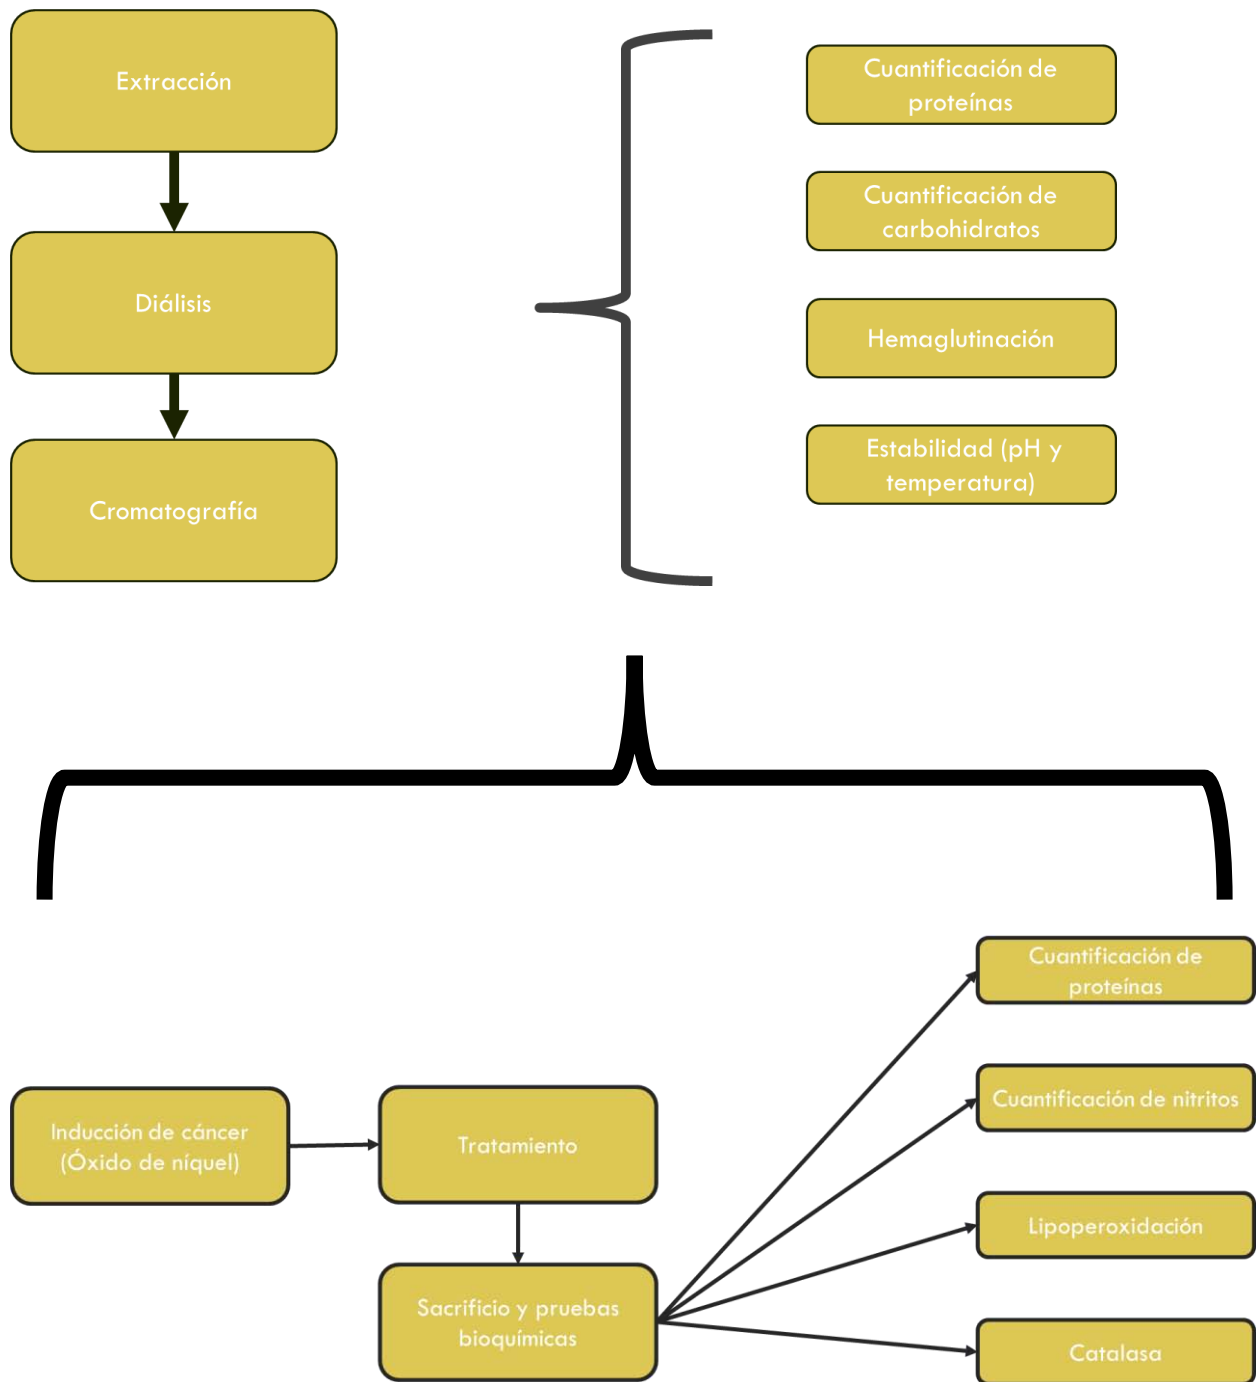 Extracción
Diálisis
Cromatografía
Cuantificación de
proteínas
Cuantificación de
carbohidratos
Hemaglutinación
Estabilidad (pH y
temperatura)
Inducción de cáncer
(Óxido de níquel)
Tratamiento
Sacrificio y pruebas
bioquímicas
Cuantificación de
proteínas
Cuantificación de nitritos
Lipoperoxidación
Catalasa